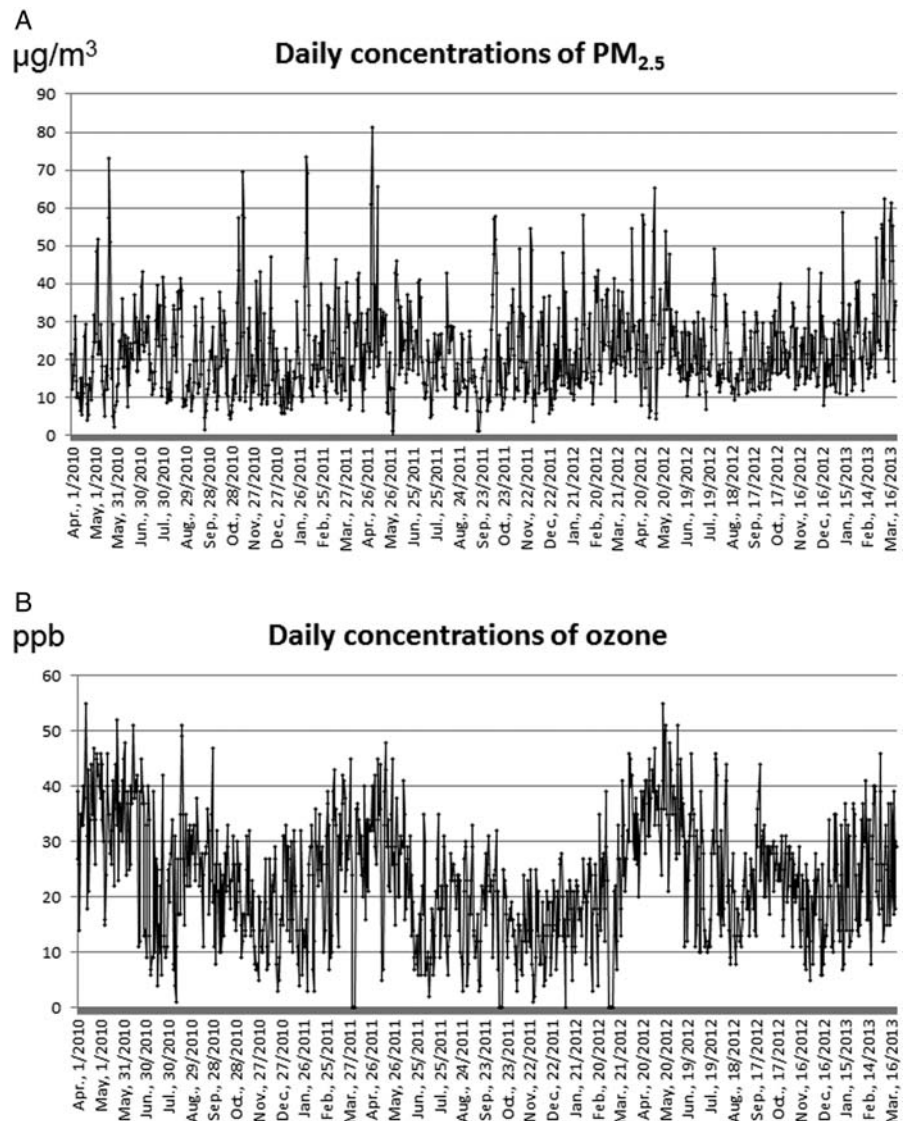 A
µg/m³
Daily concentrations of PM₂.₅
90
80
70
60
50
40
30
20
10
0
Apr., 1/2010
May, 1/2010
May, 31/2010
Jun., 30/2010
Jul., 30/2010
Aug., 29/2010
Sep., 28/2010
Oct., 28/2010
Nov., 27/2010
Dec, 27/2010
Jan., 26/2011
Feb., 25/2011
Mar., 27/2011
Apr., 26/2011
May, 26/2011
Jun., 25/2011
Jul., 25/2011
Aug., 24/2011
Sep., 23/2011
Oct., 23/2011
Nov., 22/2011
Dec., 22/2011
Jan., 21/2012
Feb., 20/2012
Mar., 21/2012
Apr., 20/2012
May, 20/2012
Jun., 19/2012
Jul., 19/2012
Aug., 18/2012
Sep., 17/2012
Oct., 17/2012
Nov., 16/2012
Dec., 16/2012
Jan., 15/2013
Feb., 14/2013
Mar., 16/2013
B
ppb
Daily concentrations of ozone
60
50
40
30
20
10
0
Apr., 1/2010
May, 1/2010
May, 31/2010
Jun., 30/2010
Jul., 30/2010
Aug., 29/2010
Sep., 28/2010
Oct., 28/2010
Nov., 27/2010
Dec., 27/2010
Jan., 26/2011
Feb., 25/2011
Mar., 27/2011
Apr., 26/2011
May, 26/2011
Jun., 25/2011
Jul., 25/2011
Aug., 24/2011
Sep., 23/2011
Oct., 23/2011
Nov., 22/2011
Dec., 22/2011
Jan., 21/2012
Feb., 20/2012
Mar., 21/2012
Apr., 20/2012
May, 20/2012
Jun., 19/2012
Jul., 19/2012
Aug., 18/2012
Sep., 17/2012
Oct., 17/2012
Nov., 16/2012
Dec., 16/2012
Jan., 15/2013
Feb., 14/2013
Mar., 16/2013